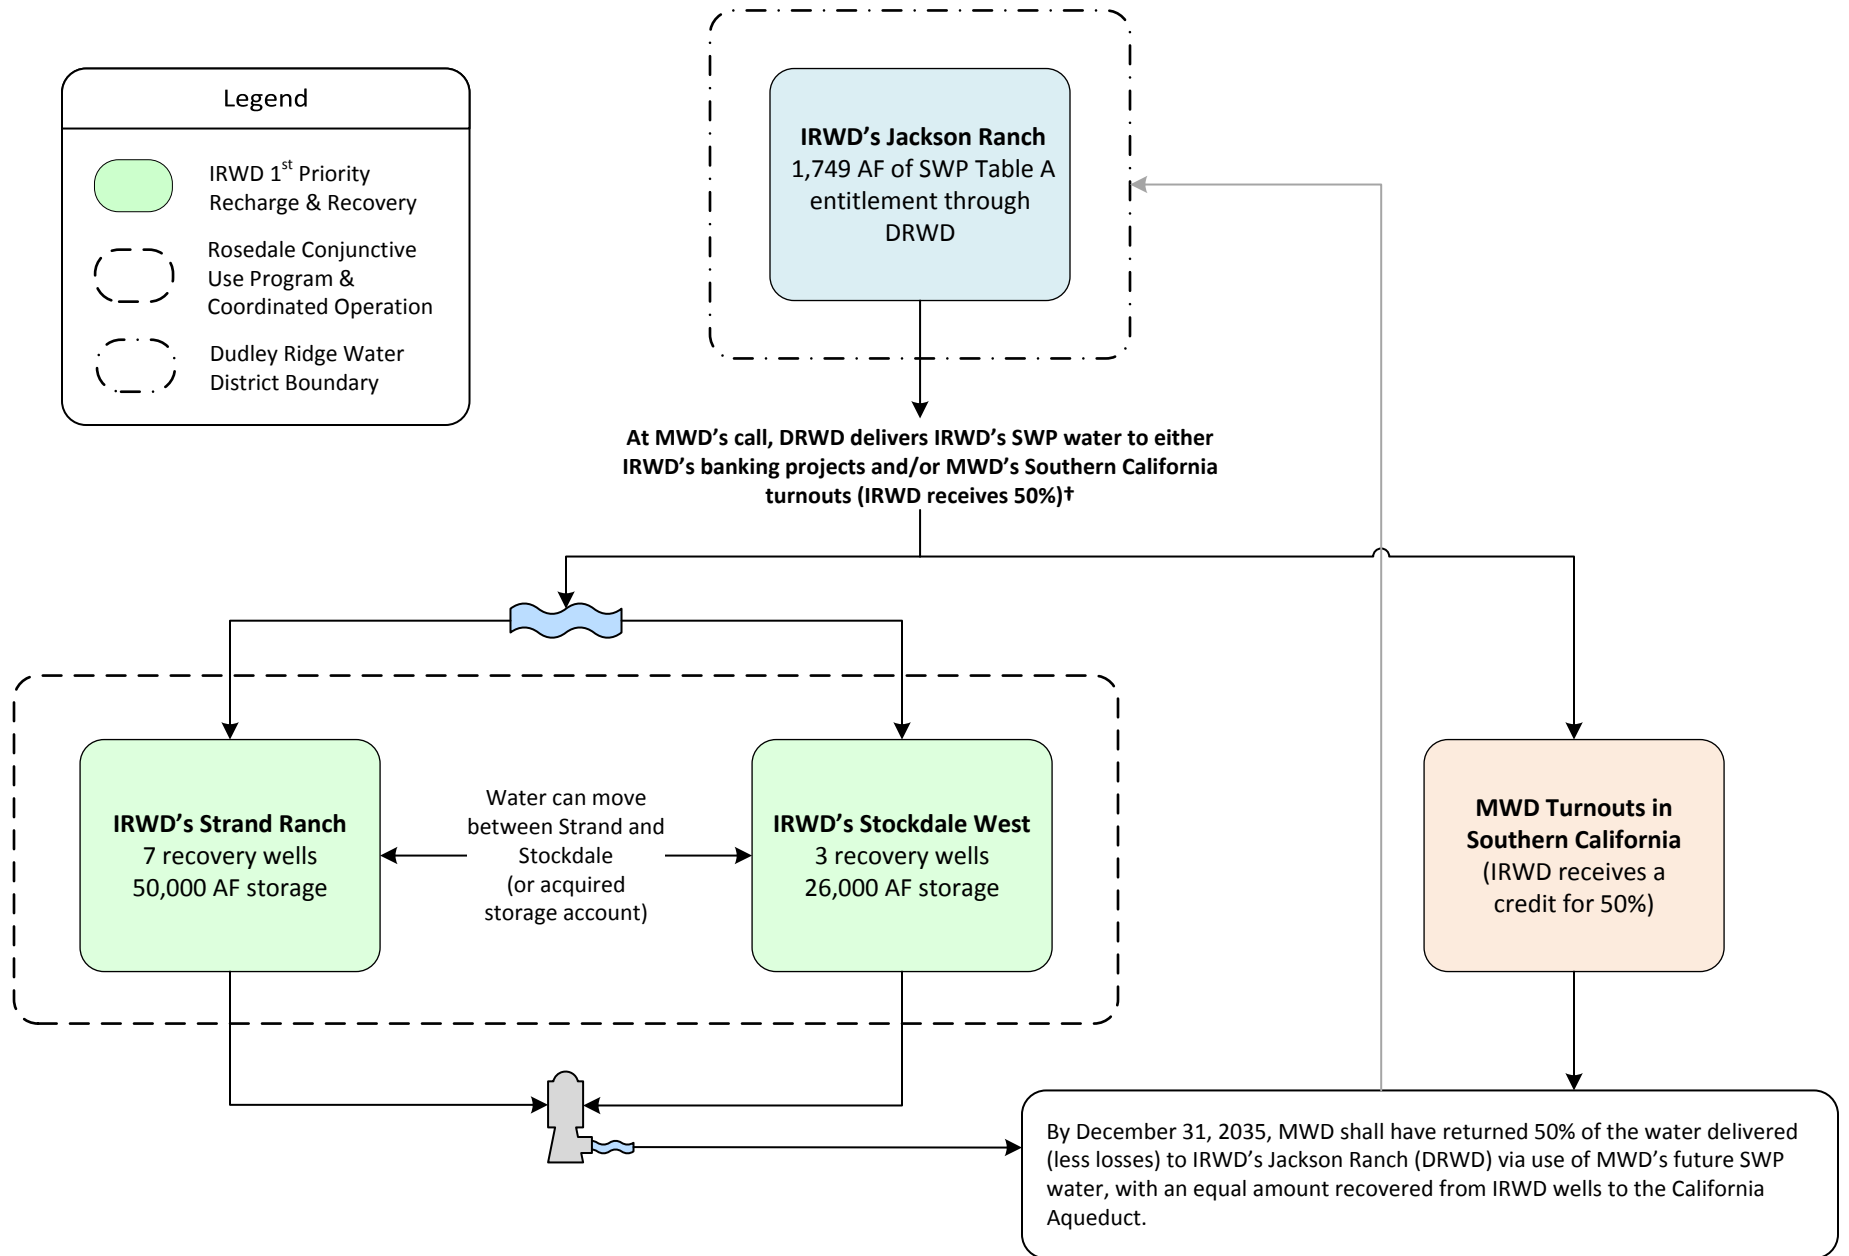 Legend
IRWD 1st Priority
Recharge & Recovery
Rosedale Conjunctive
Use Program &
Coordinated Operation
Dudley Ridge Water
District Boundary
IRWD’s Jackson Ranch
1,749 AF of SWP Table A
entitlement through
DRWD
At MWD’s call, DRWD delivers IRWD’s SWP water to either
IRWD’s banking projects and/or MWD’s Southern California
turnouts (IRWD receives 50%)†
IRWD’s Strand Ranch
7 recovery wells
50,000 AF storage
Water can move
between Strand and
Stockdale
(or acquired
storage account)
IRWD’s Stockdale West
3 recovery wells
26,000 AF storage
MWD Turnouts in
Southern California
(IRWD receives a
credit for 50%)
By December 31, 2035, MWD shall have returned 50% of the water delivered
(less losses) to IRWD’s Jackson Ranch (DRWD) via use of MWD’s future SWP
water, with an equal amount recovered from IRWD wells to the California
Aqueduct.